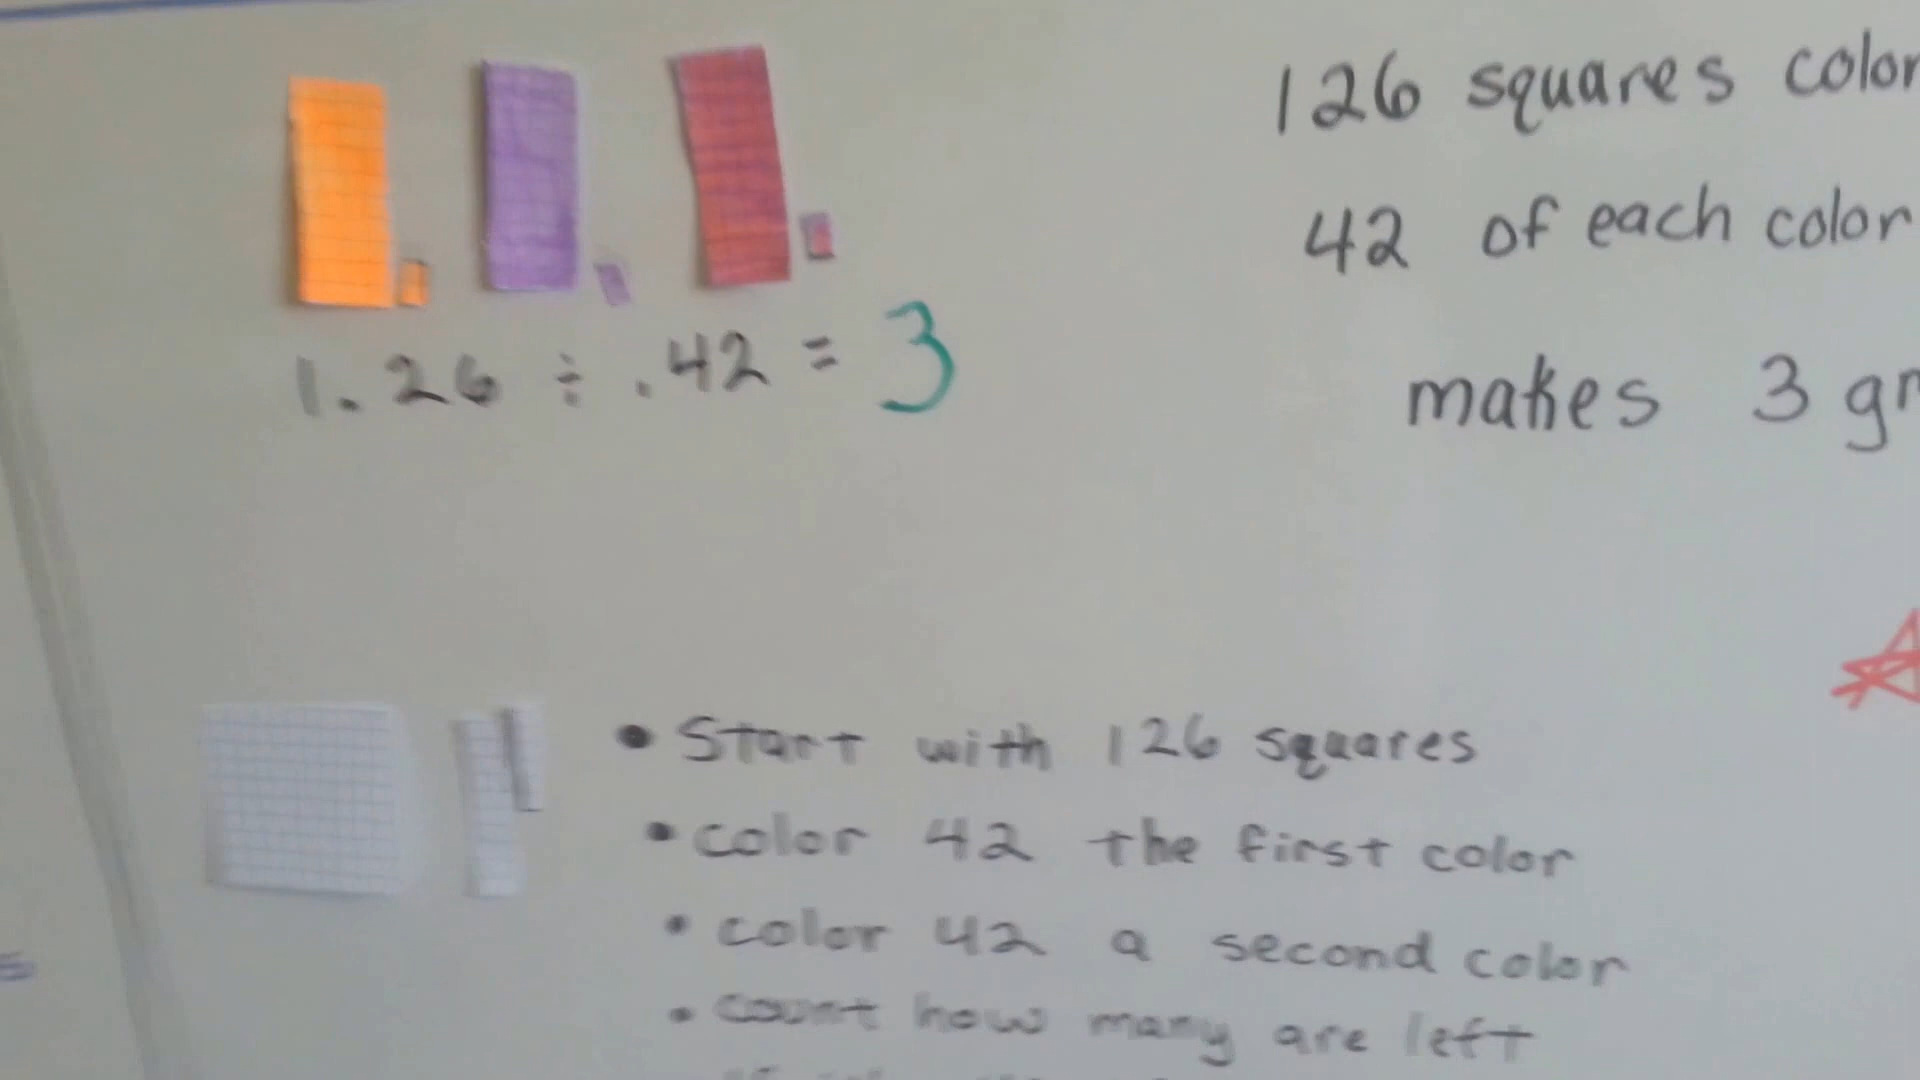 126 squares color
42 of each color
makes 3 gr
1.26 ÷ .42 = 3
• Start with 126 squares
• color 42 the first color
• color 42 a second color
• count how many are left